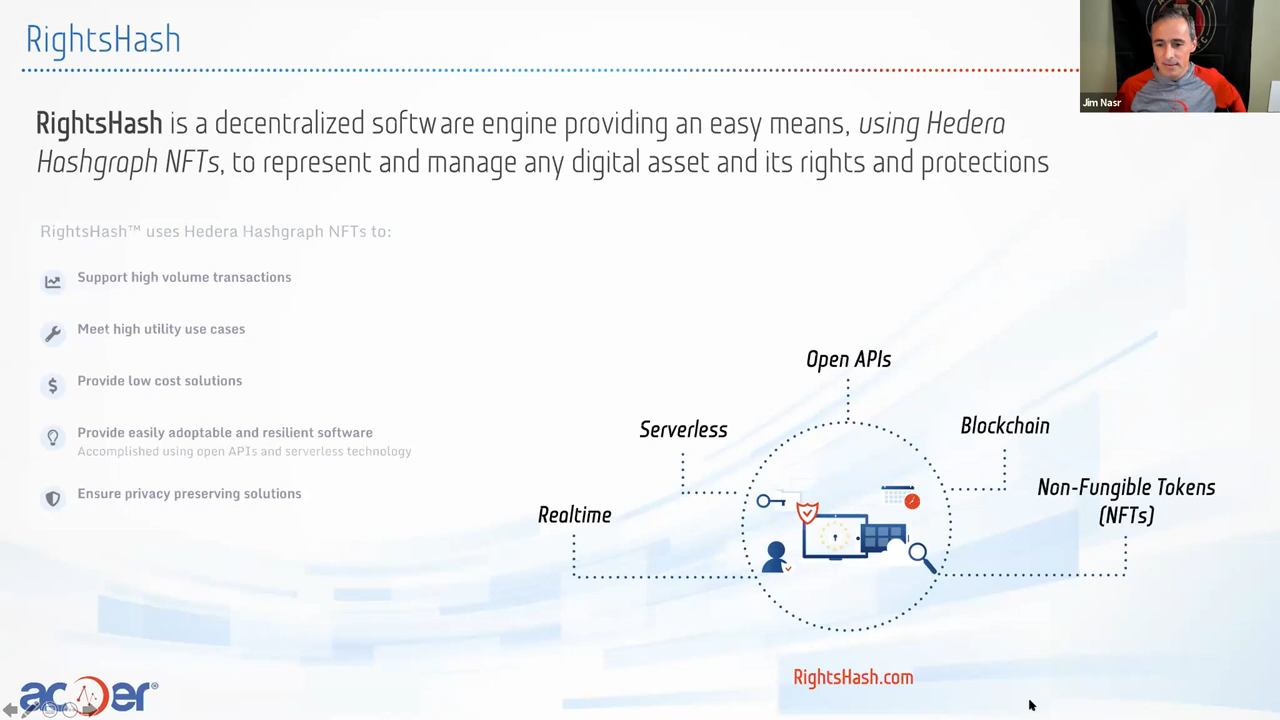 RightsHash
Jim Nasr
RightsHash is a decentralized software engine providing an easy means, using Hedera
Hashgraph NFTs, to represent and manage any digital asset and its rights and protections
RightsHash™ uses Hedera Hashgraph NFTs to:
Support high volume transactions
Meet high utility use cases
Provide low cost solutions
Provide easily adoptable and resilient software
Accomplished using open APIs and serverless technology
Ensure privacy preserving solutions
Open APIs
Serverless
Blockchain
Non-Fungible Tokens
(NFTs)
Realtime
RightsHash.com
acoer®